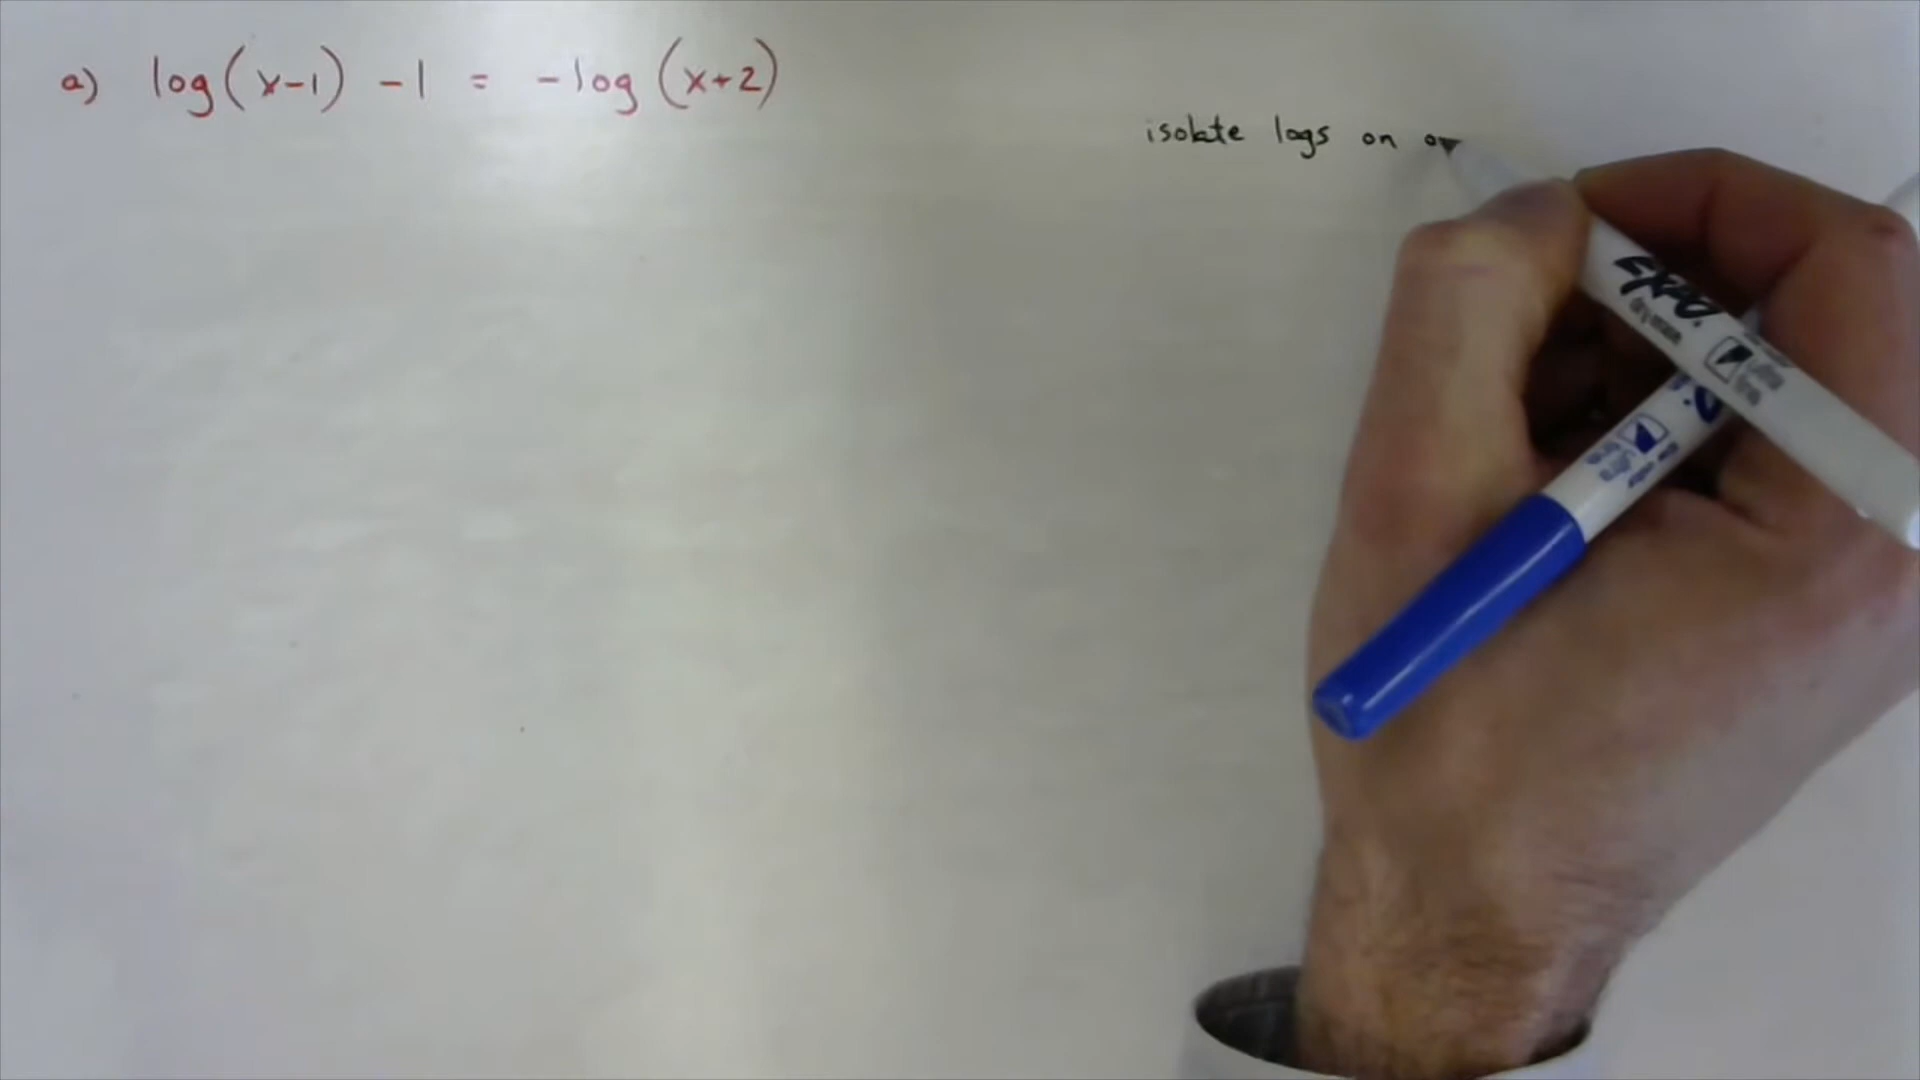 a) log(x-1) -1 = -log(x+2)
isolate logs on
EXPO.